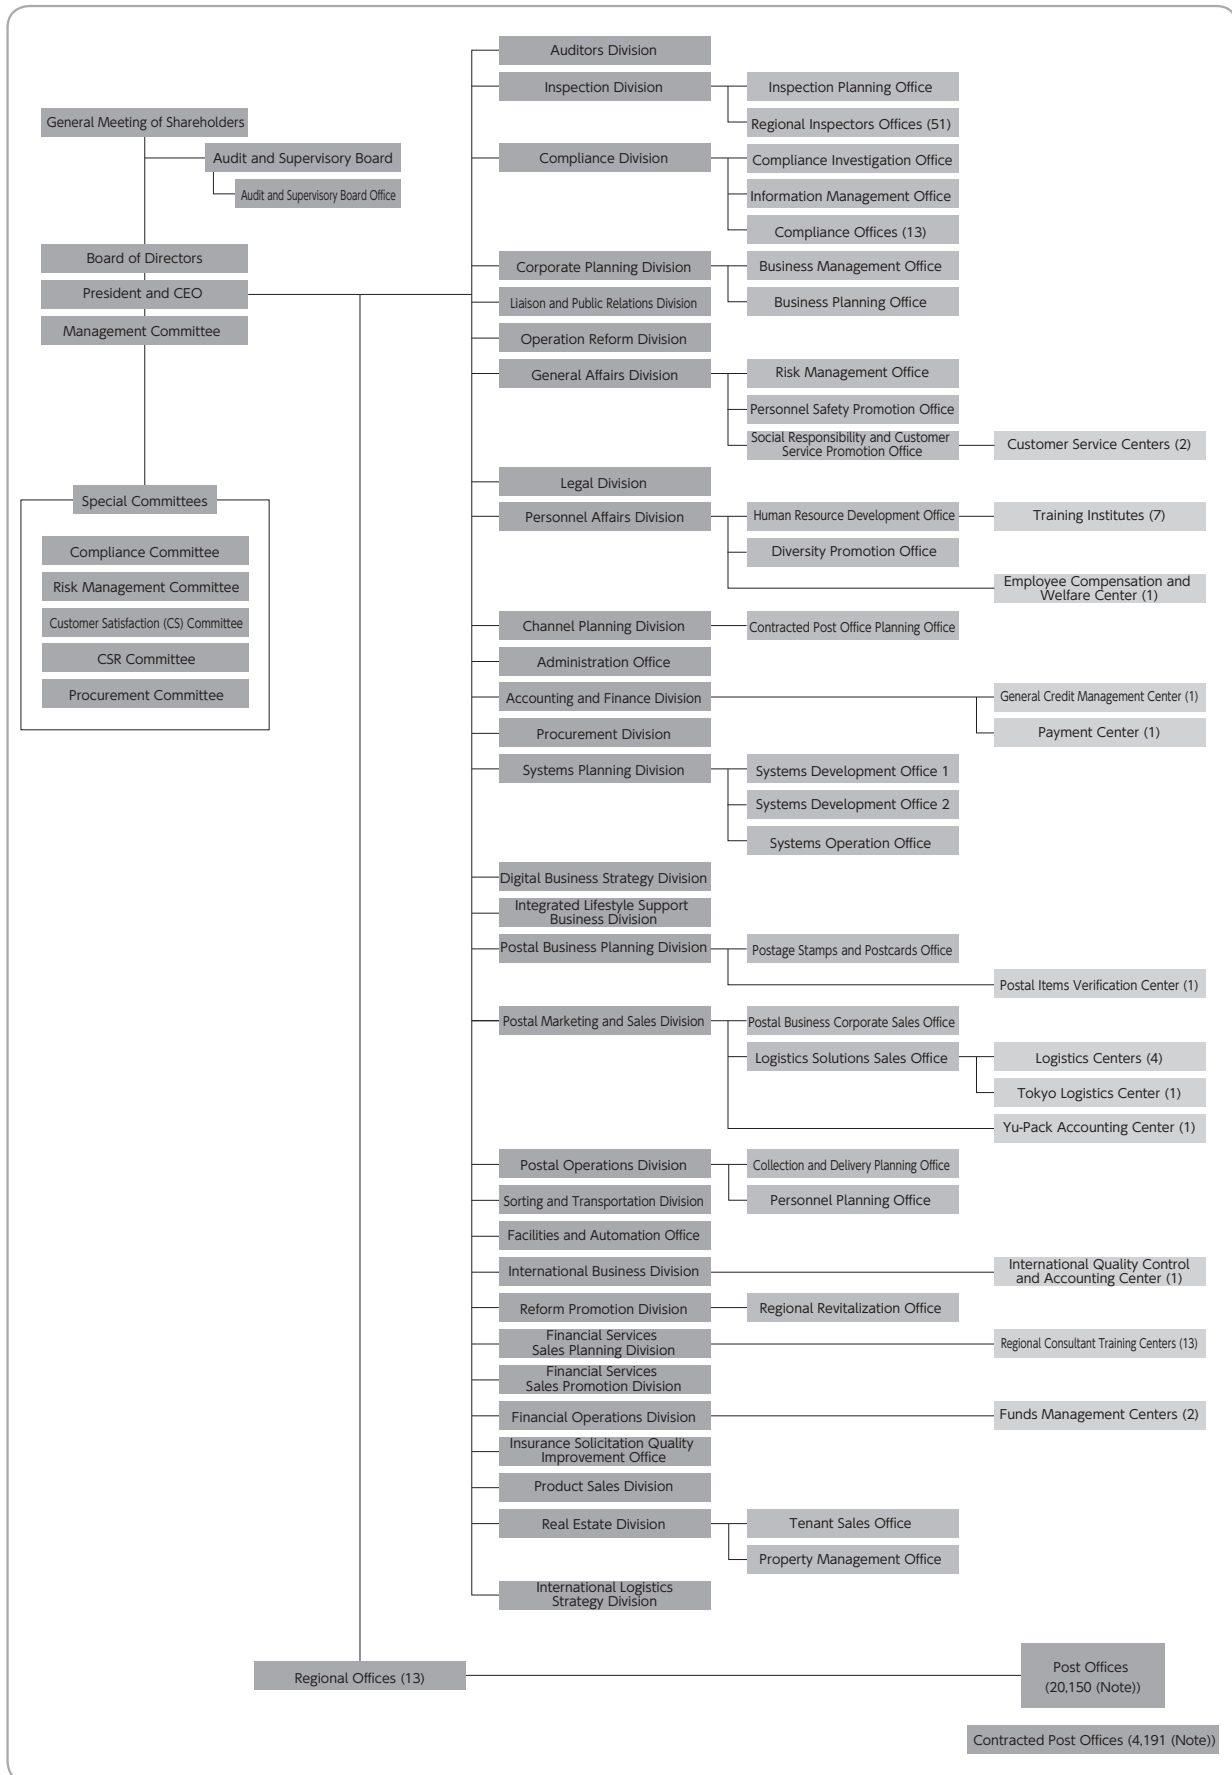 General Meeting of Shareholders
Audit and Supervisory Board
Audit and Supervisory Board Office
Board of Directors
President and CEO
Management Committee
Special Committees
Compliance Committee
Risk Management Committee
Customer Satisfaction (CS) Committee
CSR Committee
Procurement Committee
Auditors Division
Inspection Division
Inspection Planning Office
Regional Inspectors Offices (51)
Compliance Division
Compliance Investigation Office
Information Management Office
Compliance Offices (13)
Corporate Planning Division
Business Management Office
Business Planning Office
Liaison and Public Relations Division
Operation Reform Division
General Affairs Division
Risk Management Office
Personnel Safety Promotion Office
Social Responsibility and Customer
Service Promotion Office
Customer Service Centers (2)
Legal Division
Personnel Affairs Division
Human Resource Development Office
Training Institutes (7)
Diversity Promotion Office
Employee Compensation and
Welfare Center (1)
Channel Planning Division
Contracted Post Office Planning Office
Administration Office
Accounting and Finance Division
General Credit Management Center (1)
Payment Center (1)
Procurement Division
Systems Planning Division
Systems Development Office 1
Systems Development Office 2
Systems Operation Office
Digital Business Strategy Division
Integrated Lifestyle Support
Business Division
Postal Business Planning Division
Postage Stamps and Postcards Office
Postal Items Verification Center (1)
Postal Marketing and Sales Division
Postal Business Corporate Sales Office
Logistics Solutions Sales Office
Logistics Centers (4)
Tokyo Logistics Center (1)
Yu-Pack Accounting Center (1)
Postal Operations Division
Collection and Delivery Planning Office
Personnel Planning Office
Sorting and Transportation Division
Facilities and Automation Office
International Business Division
International Quality Control
and Accounting Center (1)
Reform Promotion Division
Regional Revitalization Office
Financial Services
Sales Planning Division
Regional Consultant Training Centers (13)
Financial Services
Sales Promotion Division
Financial Operations Division
Funds Management Centers (2)
Insurance Solicitation Quality
Improvement Office
Product Sales Division
Real Estate Division
Tenant Sales Office
Property Management Office
International Logistics
Strategy Division
Regional Offices (13)
Post Offices
(20,150 (Note))
Contracted Post Offices (4,191 (Note))